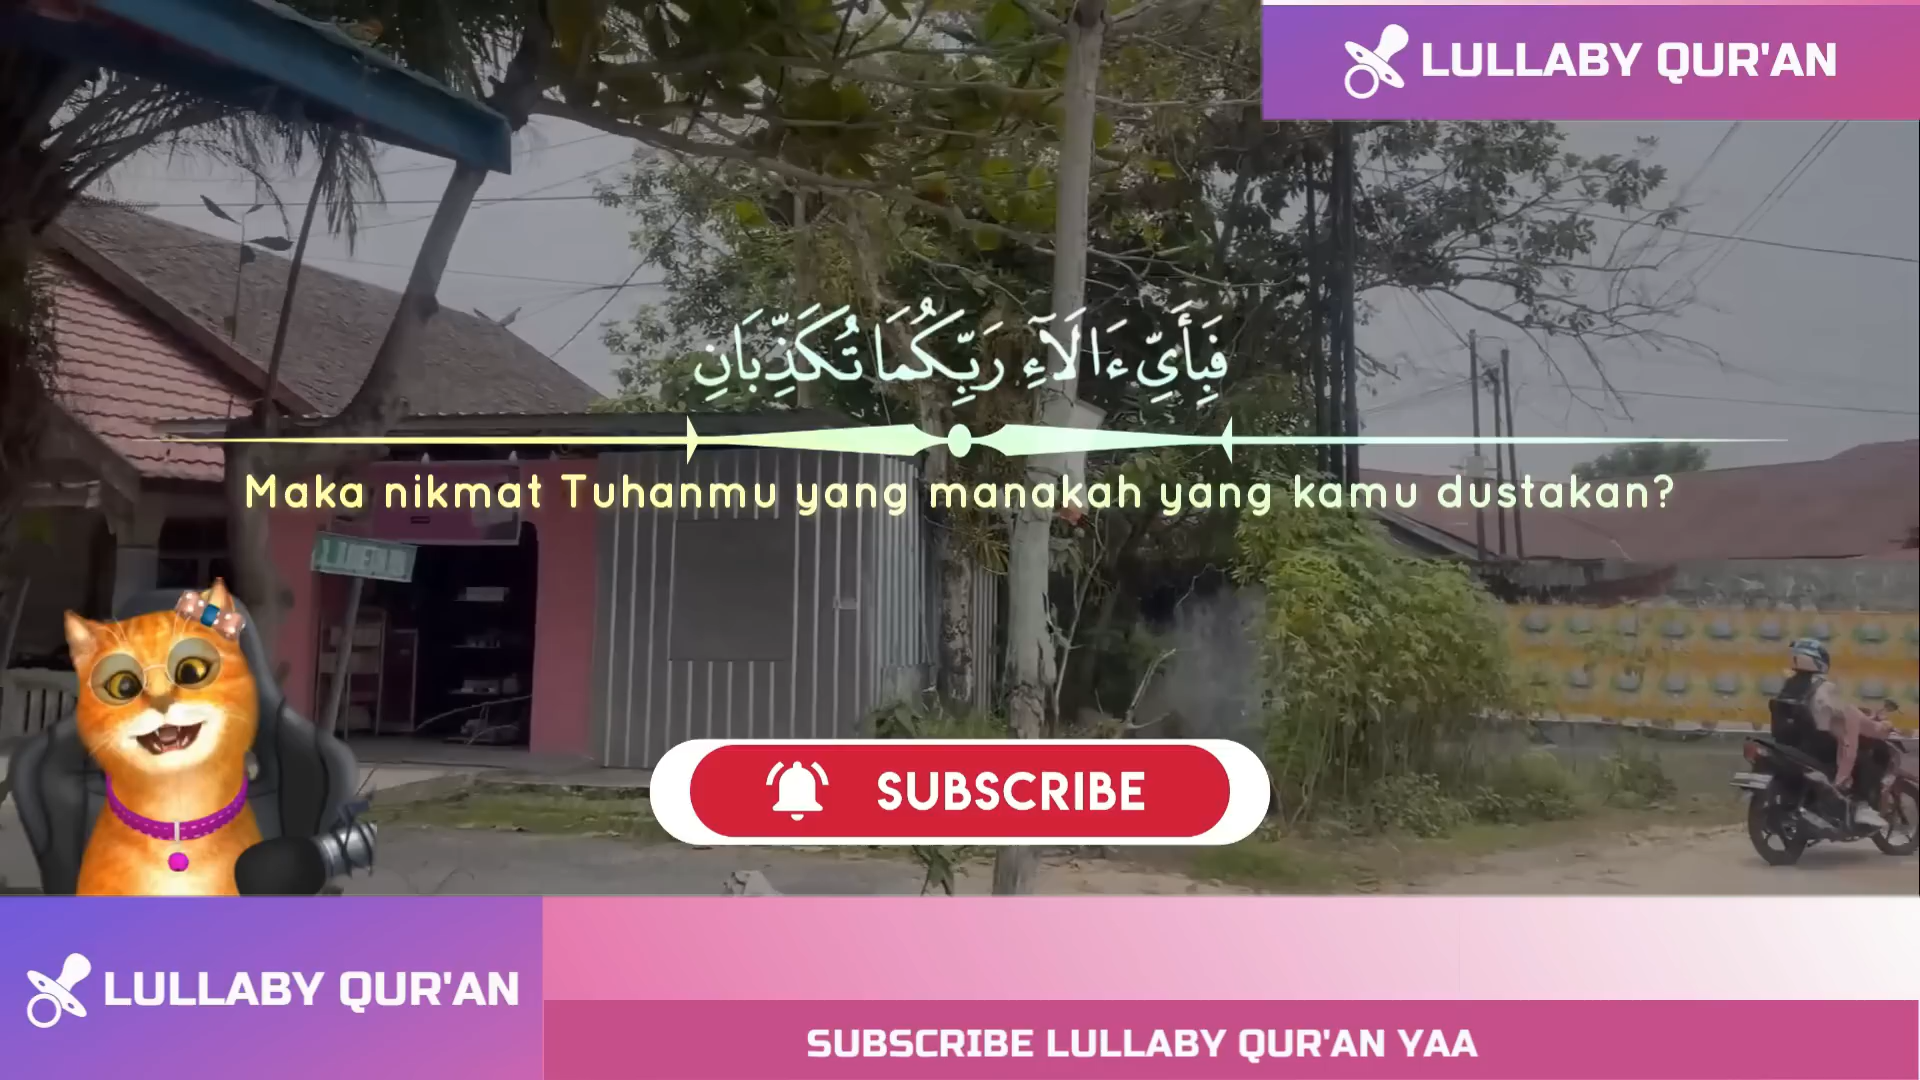 LULLABY QUR'AN
فَبِأَيِّ ءَالَآءِ رَبِّكُمَا تُكَذِّبَانِ
Maka nikmat Tuhanmu yang manakah yang kamu dustakan?
SUBSCRIBE
LULLABY QUR'AN
SUBSCRIBE LULLABY QUR'AN YAA